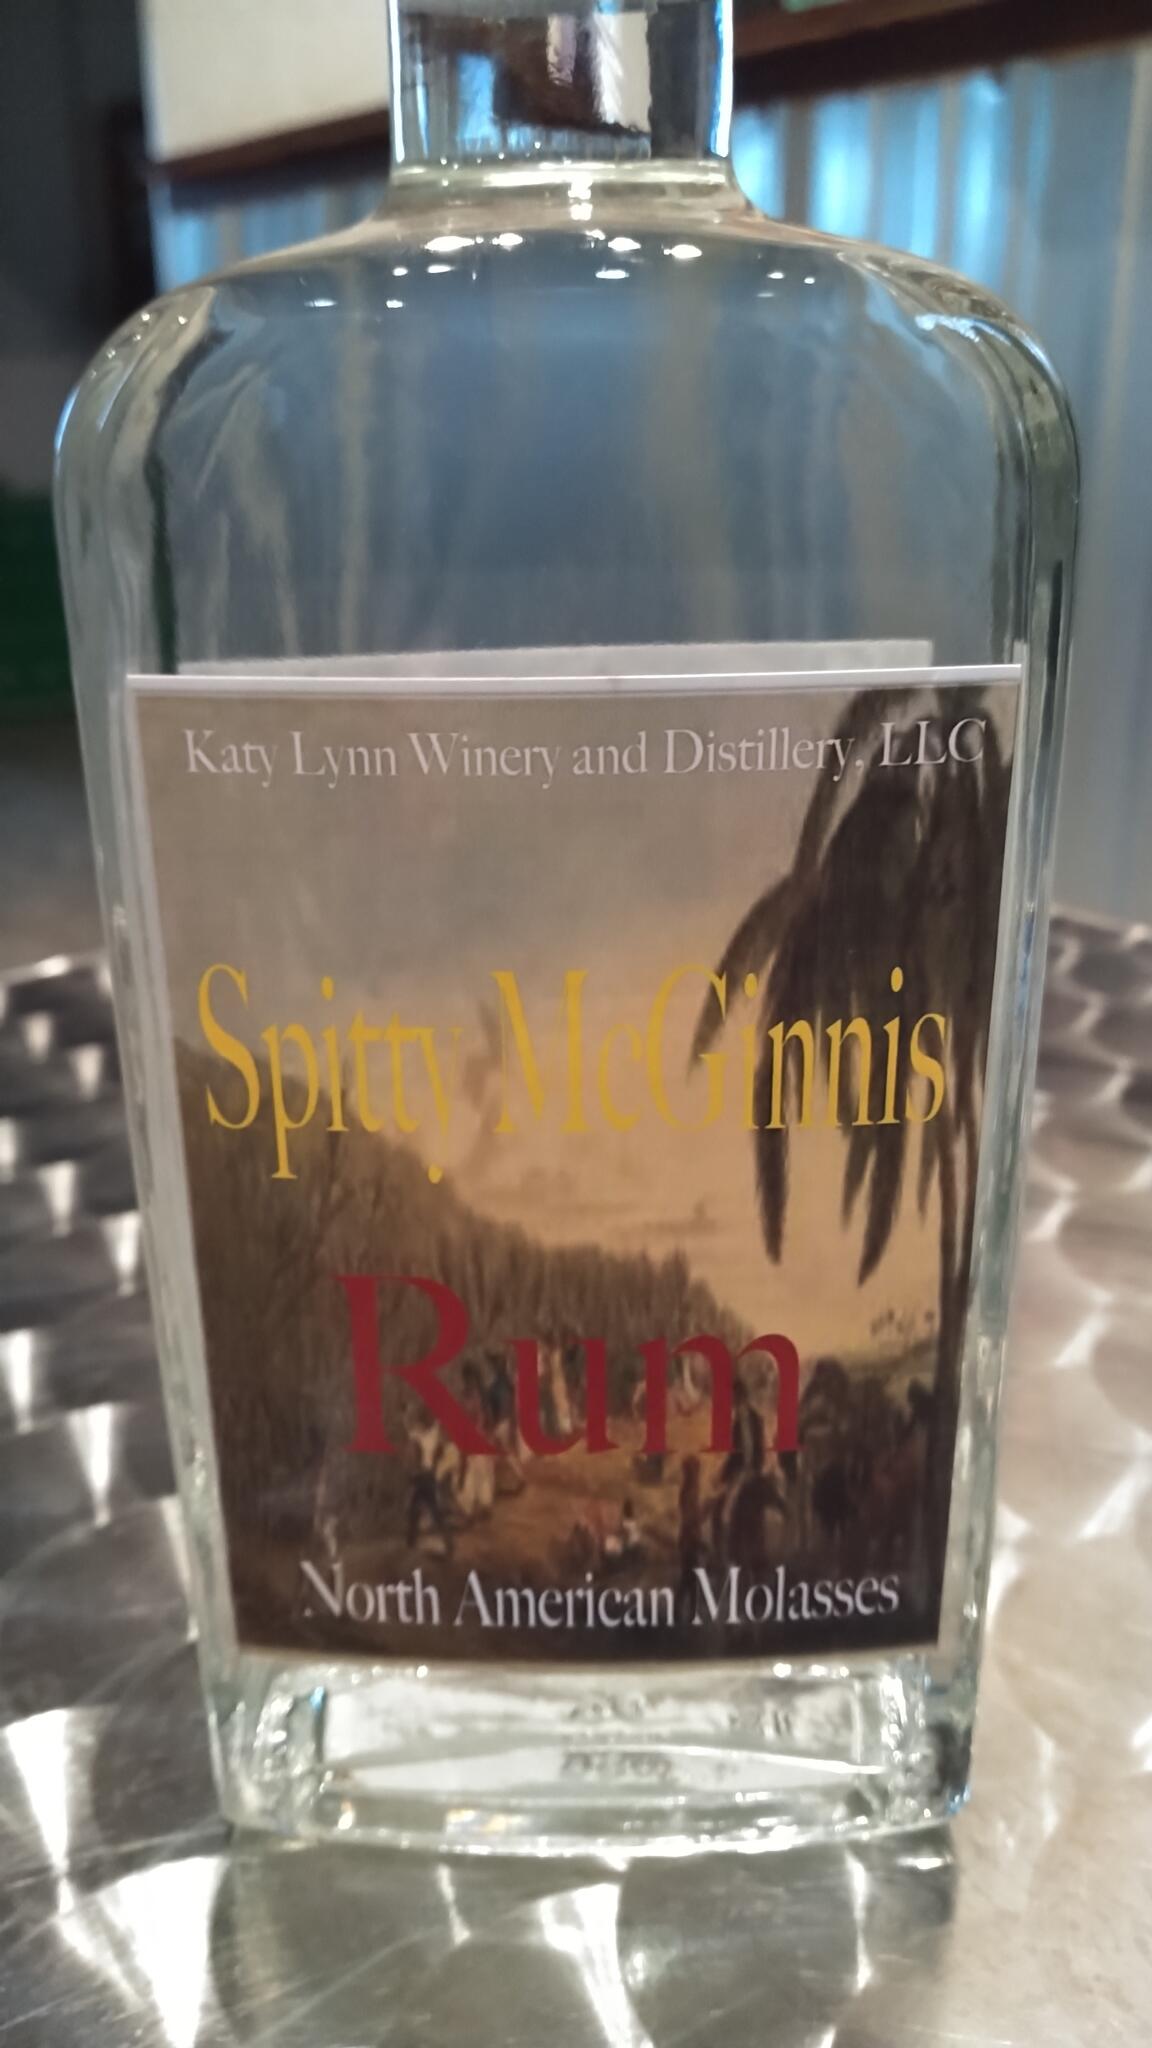 Katy Lynn Winery and Distillery, LLC
Spitty McGinnis
Rum
North American Molasses